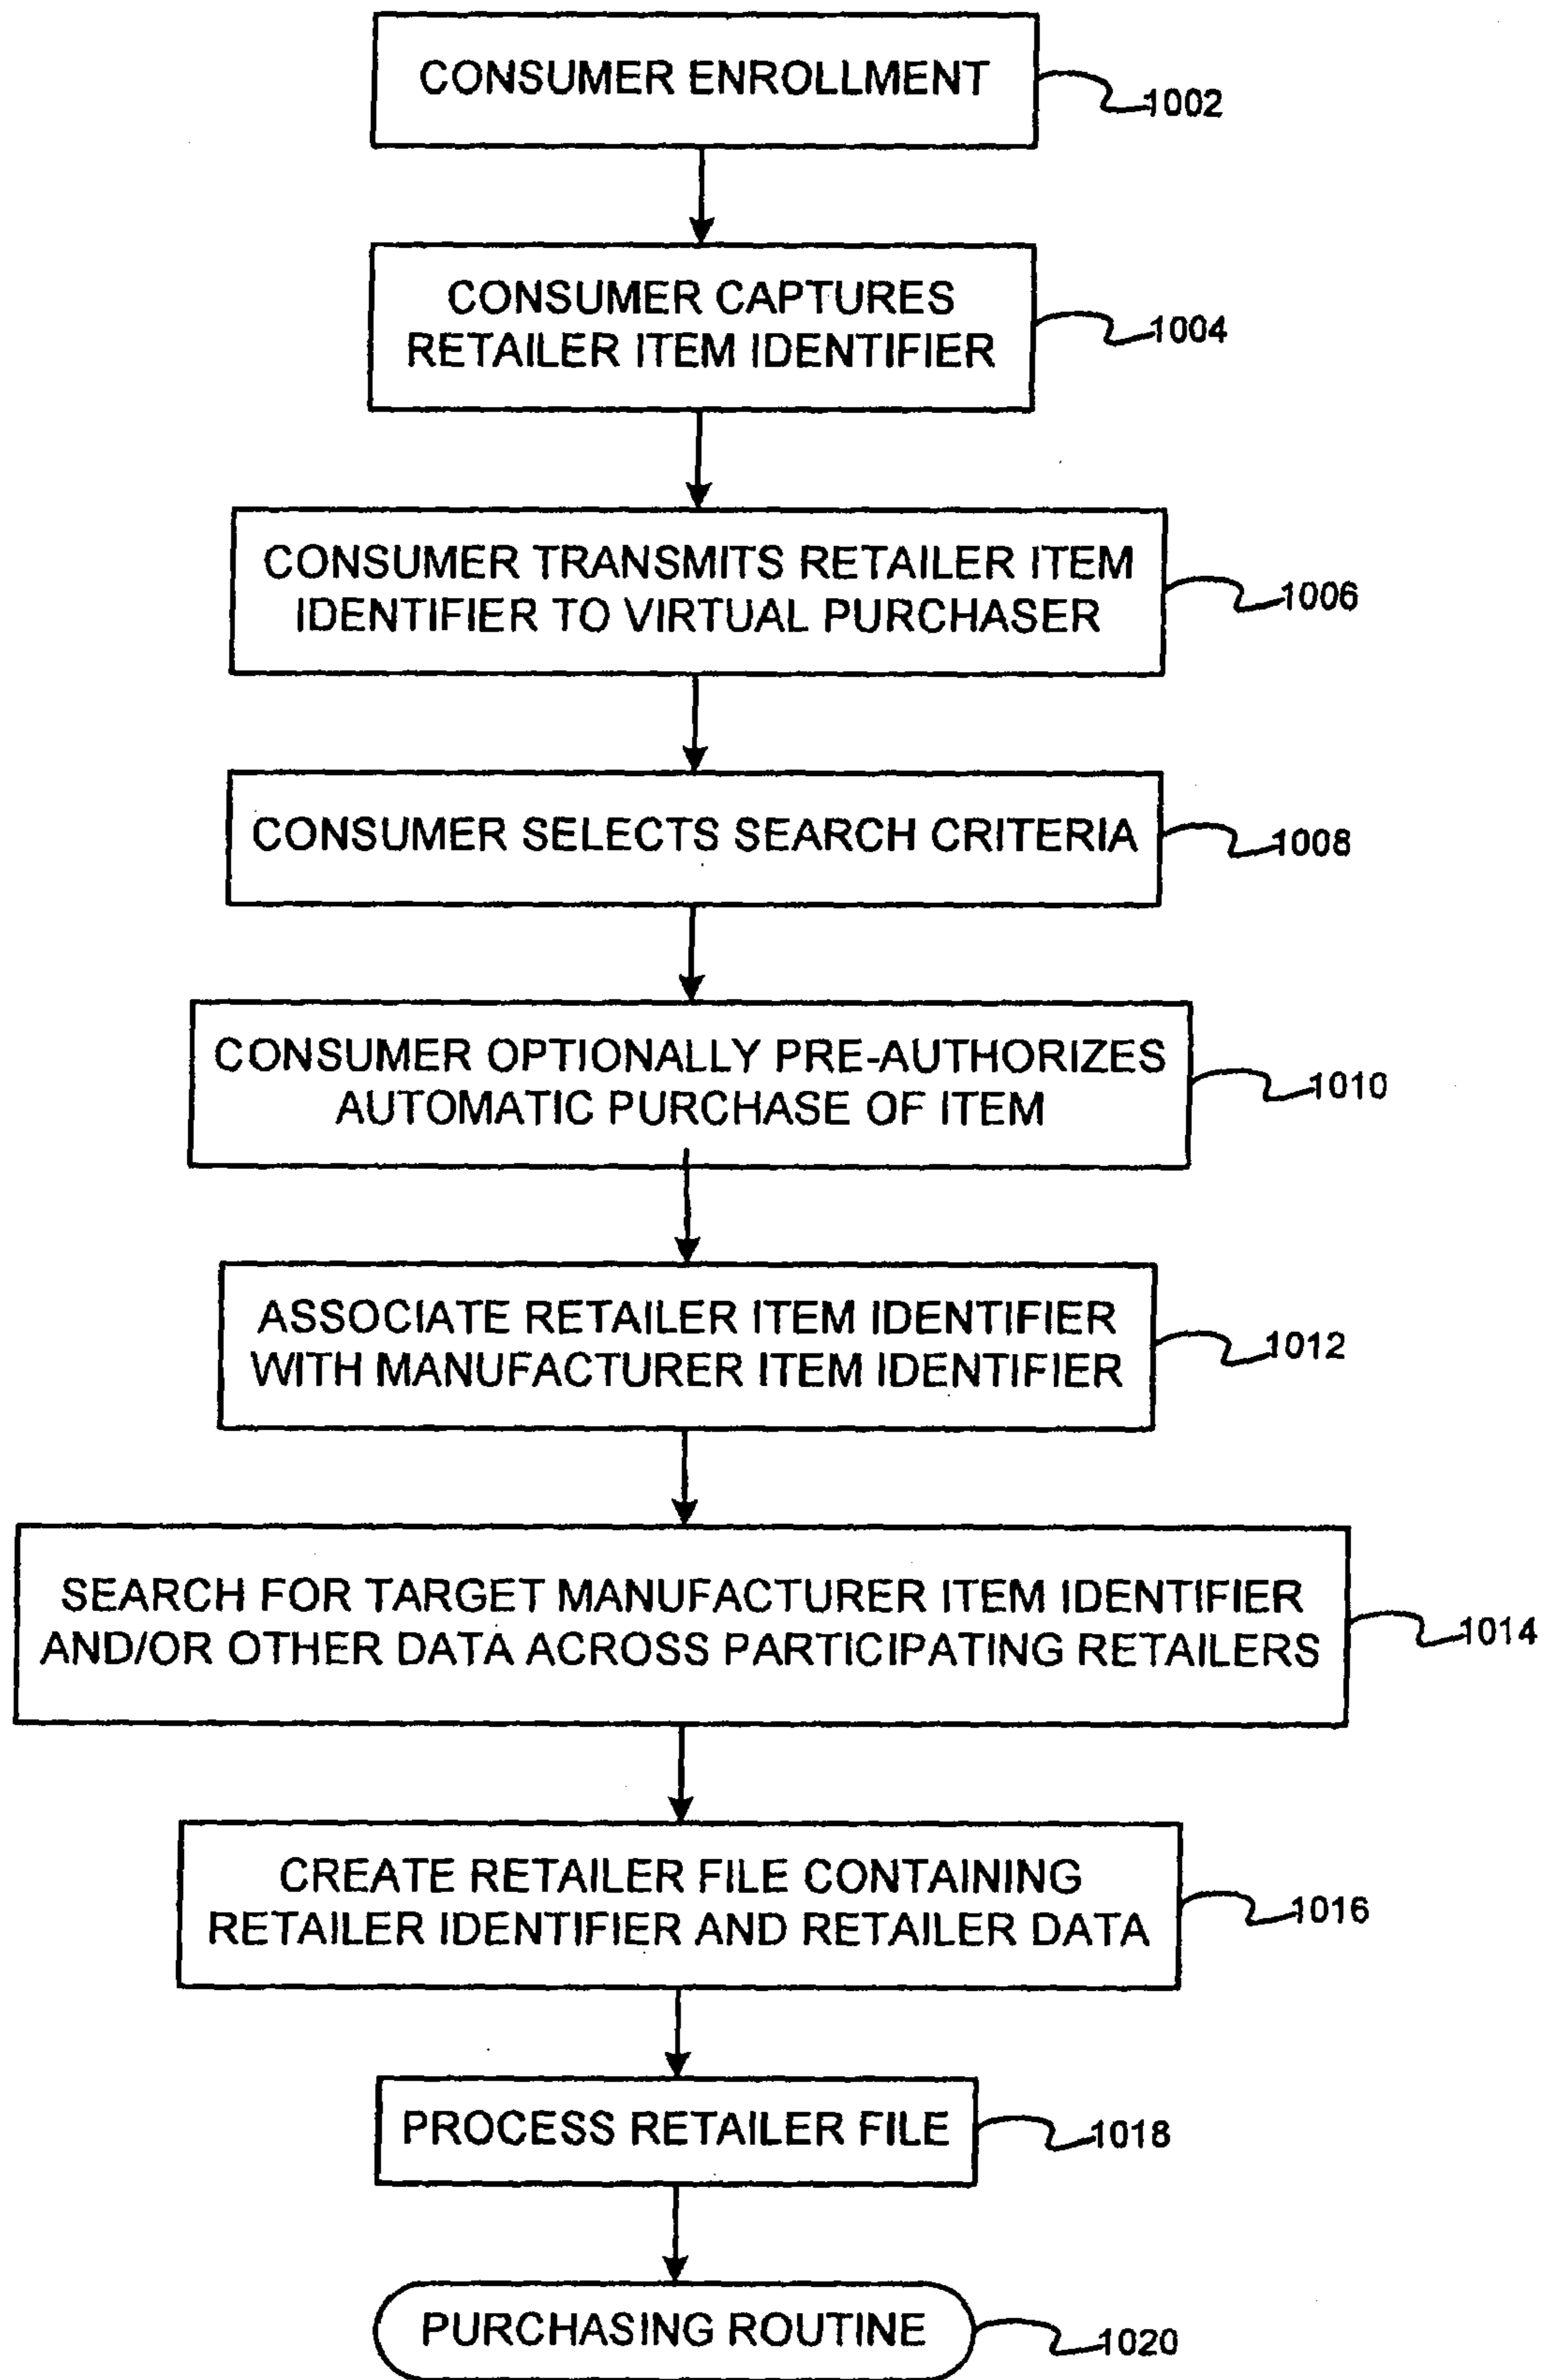 CONSUMER ENROLLMENT
1002
CONSUMER CAPTURES
RETAILER ITEM IDENTIFIER
1004
CONSUMER TRANSMITS RETAILER ITEM
IDENTIFIER TO VIRTUAL PURCHASER
1006
CONSUMER SELECTS SEARCH CRITERIA
1008
CONSUMER OPTIONALLY PRE-AUTHORIZES
AUTOMATIC PURCHASE OF ITEM
1010
ASSOCIATE RETAILER ITEM IDENTIFIER
WITH MANUFACTURER ITEM IDENTIFIER
1012
SEARCH FOR TARGET MANUFACTURER ITEM IDENTIFIER
AND/OR OTHER DATA ACROSS PARTICIPATING RETAILERS
1014
CREATE RETAILER FILE CONTAINING
RETAILER IDENTIFIER AND RETAILER DATA
1016
PROCESS RETAILER FILE
1018
PURCHASING ROUTINE
1020